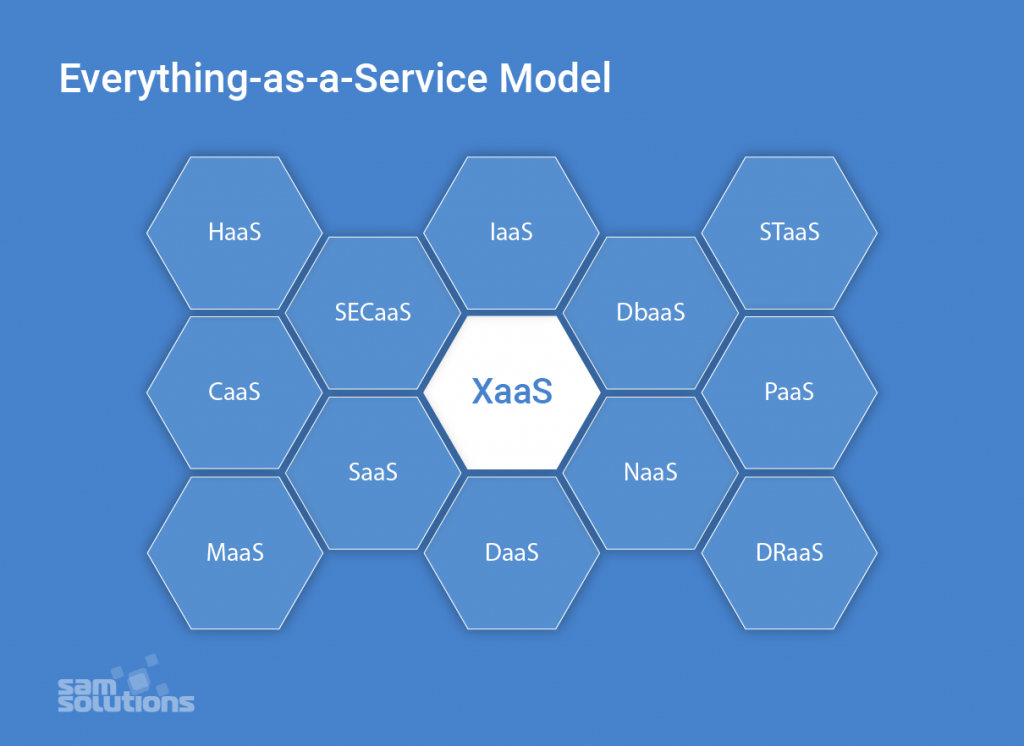 Everything-as-a-Service Model
HaaS
IaaS
STaaS
SECaaS
DbaaS
CaaS
XaaS
PaaS
SaaS
NaaS
MaaS
DaaS
DRaaS
sam
solutions